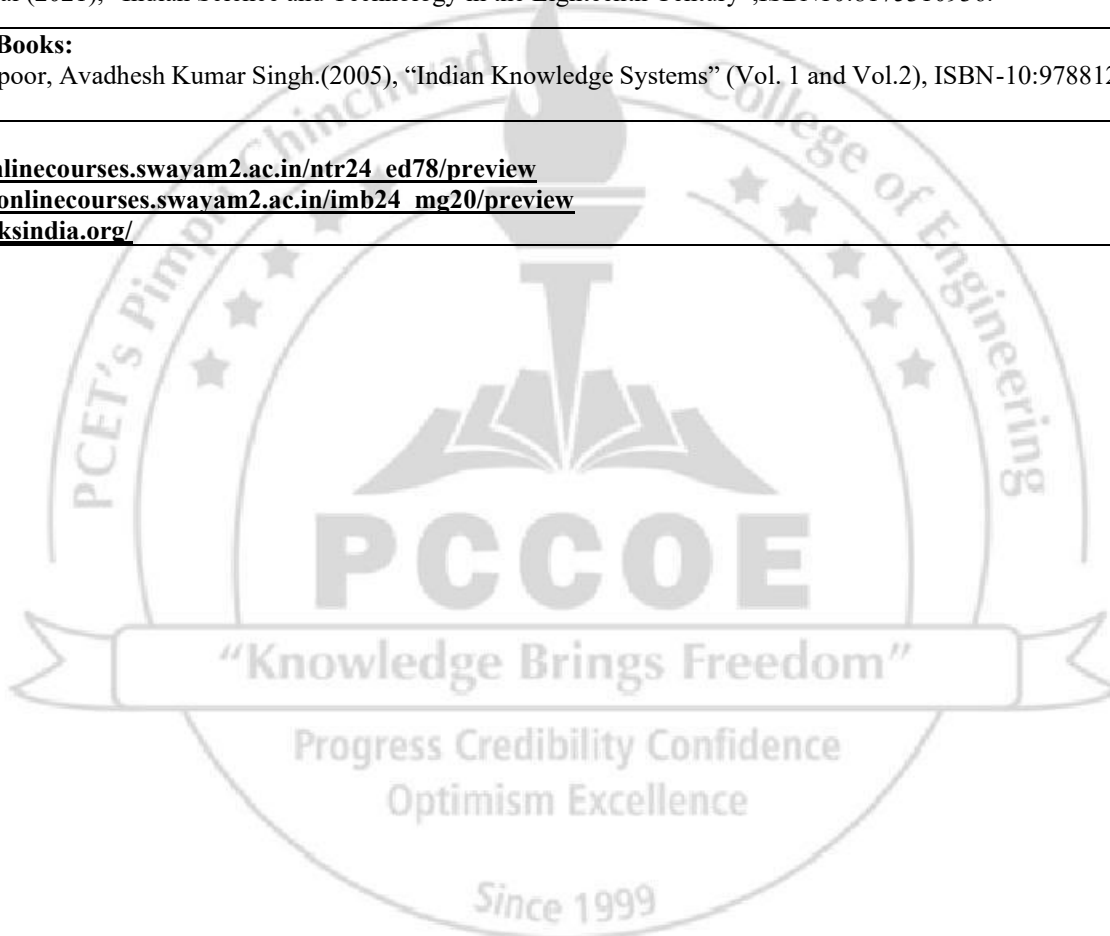 (2021), "Indian Science and Technology in the Eighteenth Century",ISBN10:8175310936.
Books:
poor, Avadhesh Kumar Singh.(2005), "Indian Knowledge Systems" (Vol. 1 and Vol.2), ISBN-10:978812
linecourses.swayam2.ac.in/ntr24_ed78/preview
onlinecourses.swayam2.ac.in/imb24_mg20/preview
ksindia.org/
PCET's Pimpri Chinchwad College of Engineering
PCCOE
"Knowledge Brings Freedom"
Progress Credibility Confidence
Optimism Excellence
Since 1999